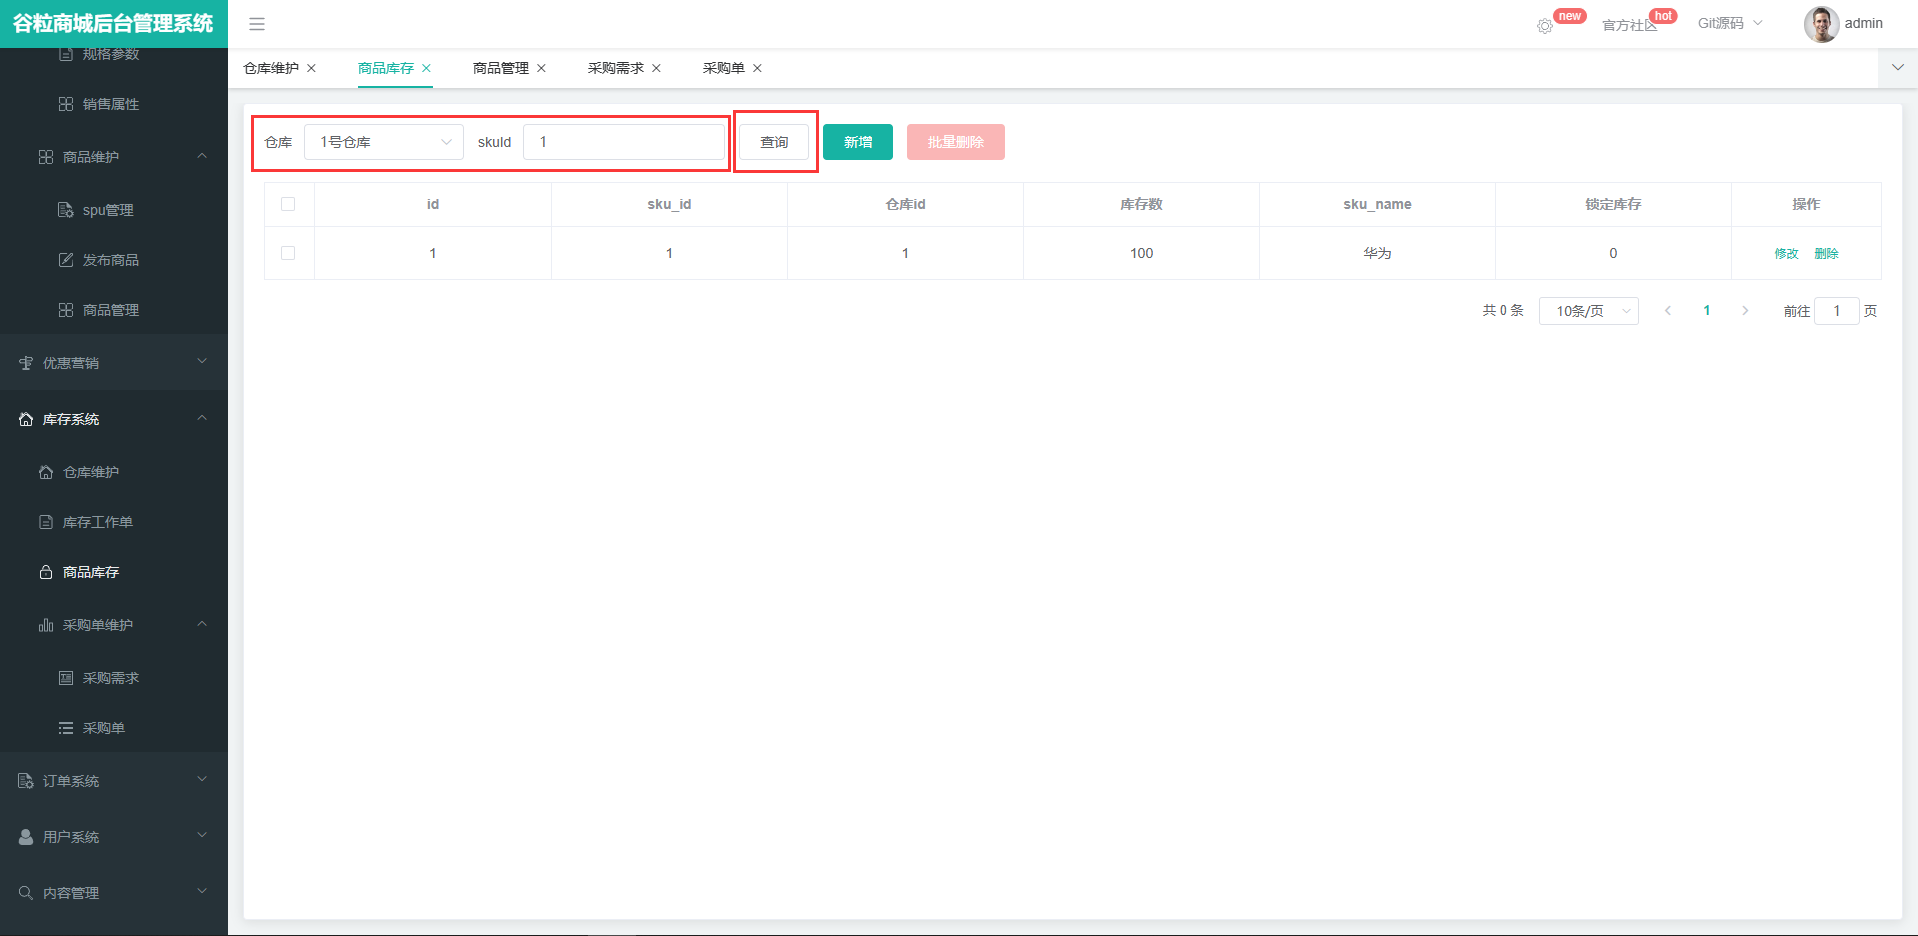 谷粒商城后台管理系统
new
官方社区
hot
Git源码
admin
规格参数
销售属性
商品维护
spu管理
发布商品
商品管理
优惠营销
库存系统
仓库维护
库存工作单
商品库存
采购单维护
采购需求
采购单
订单系统
用户系统
内容管理
仓库维护 商品库存 商品管理 采购需求 采购单
仓库 1号仓库 skuId 1 查询 新增 批量删除
id sku_id 仓库id 库存数 sku_name 锁定库存 操作
1 1 1 100 华为 0 修改 删除
共 0 条 10条/页 1 前往 1 页